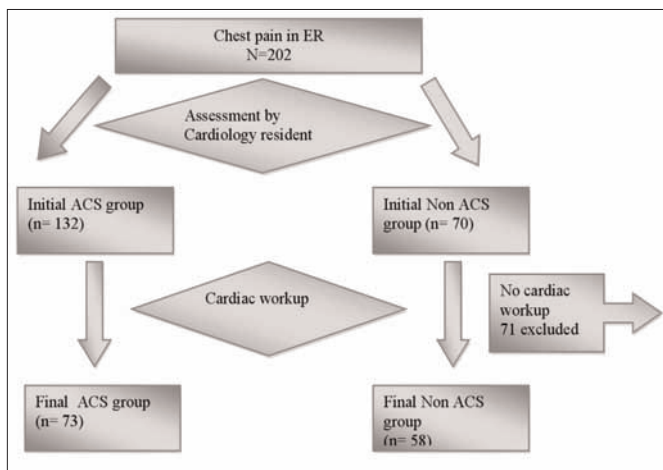 Chest pain in ER
N=202
Assessment by
Cardiology resident
Initial ACS group
(n= 132)
Initial Non ACS
group (n= 70)
Cardiac workup
No cardiac
workup
71 excluded
Final ACS group
(n= 73)
Final Non ACS
group
(n= 58)